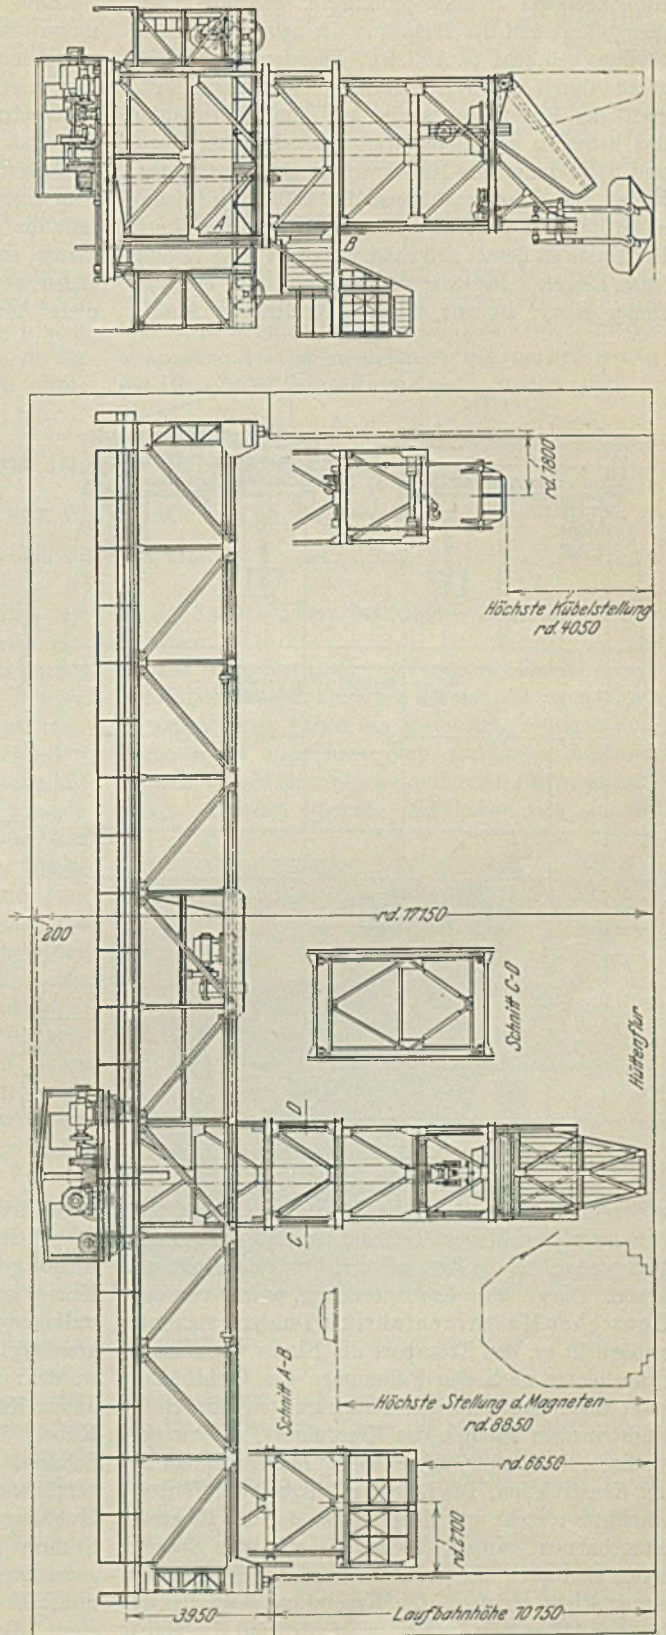 A
B
rd. 1800
Höchste Kübelstellung
rd. 4050
200
rd. 17150
Schnitt C-D
Hüttenflur
D
C
Schnitt A-B
Höchste Stellung d. Magneten
rd. 8850
rd. 6650
rd. 2100
3950
Laufbahnhöhe 10750